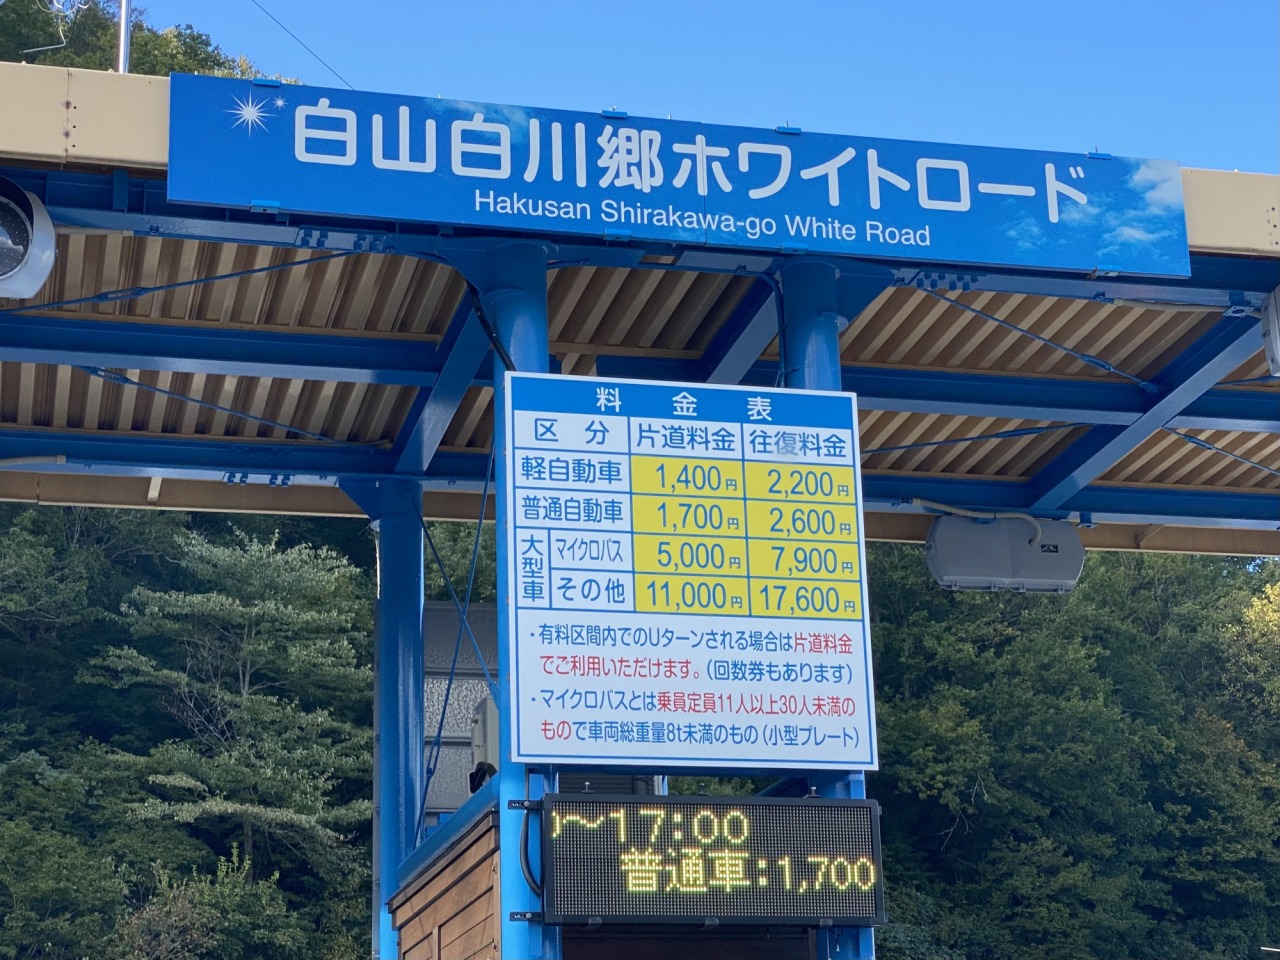 白山白川郷ホワイトロード
Hakusan Shirakawa-go White Road
料金表
区分 片道料金 往復料金
軽自動車 1,400円 2,200円
普通自動車 1,700円 2,600円
大型車 マイクロバス 5,000円 7,900円
その他 11,000円 17,600円
・有料区間内でのUターンされる場合は片道料金
でご利用いただけます。(回数券もあります)
・マイクロバスとは乗員定員11人以上30人未満の
もので車両総重量8t未満のもの(小型プレート)
~17:00
普通車:1,700